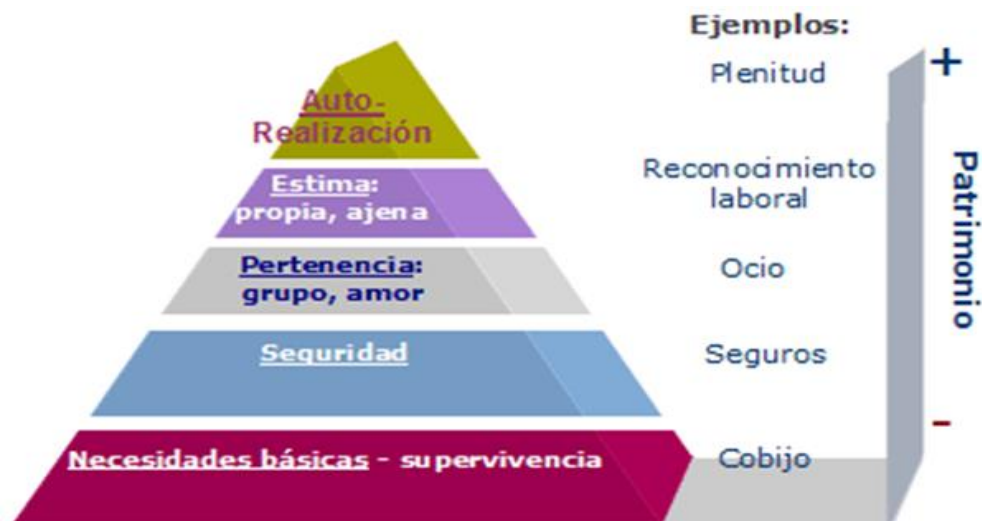 Ejemplos:
Plenitud
+
Auto-
Realización
Reconocimiento
laboral
Estima:
propia, ajena
Patrimonio
Pertenencia:
grupo, amor
Ocio
Seguridad
Seguros
-
Necesidades básicas - supervivencia
Cobijo